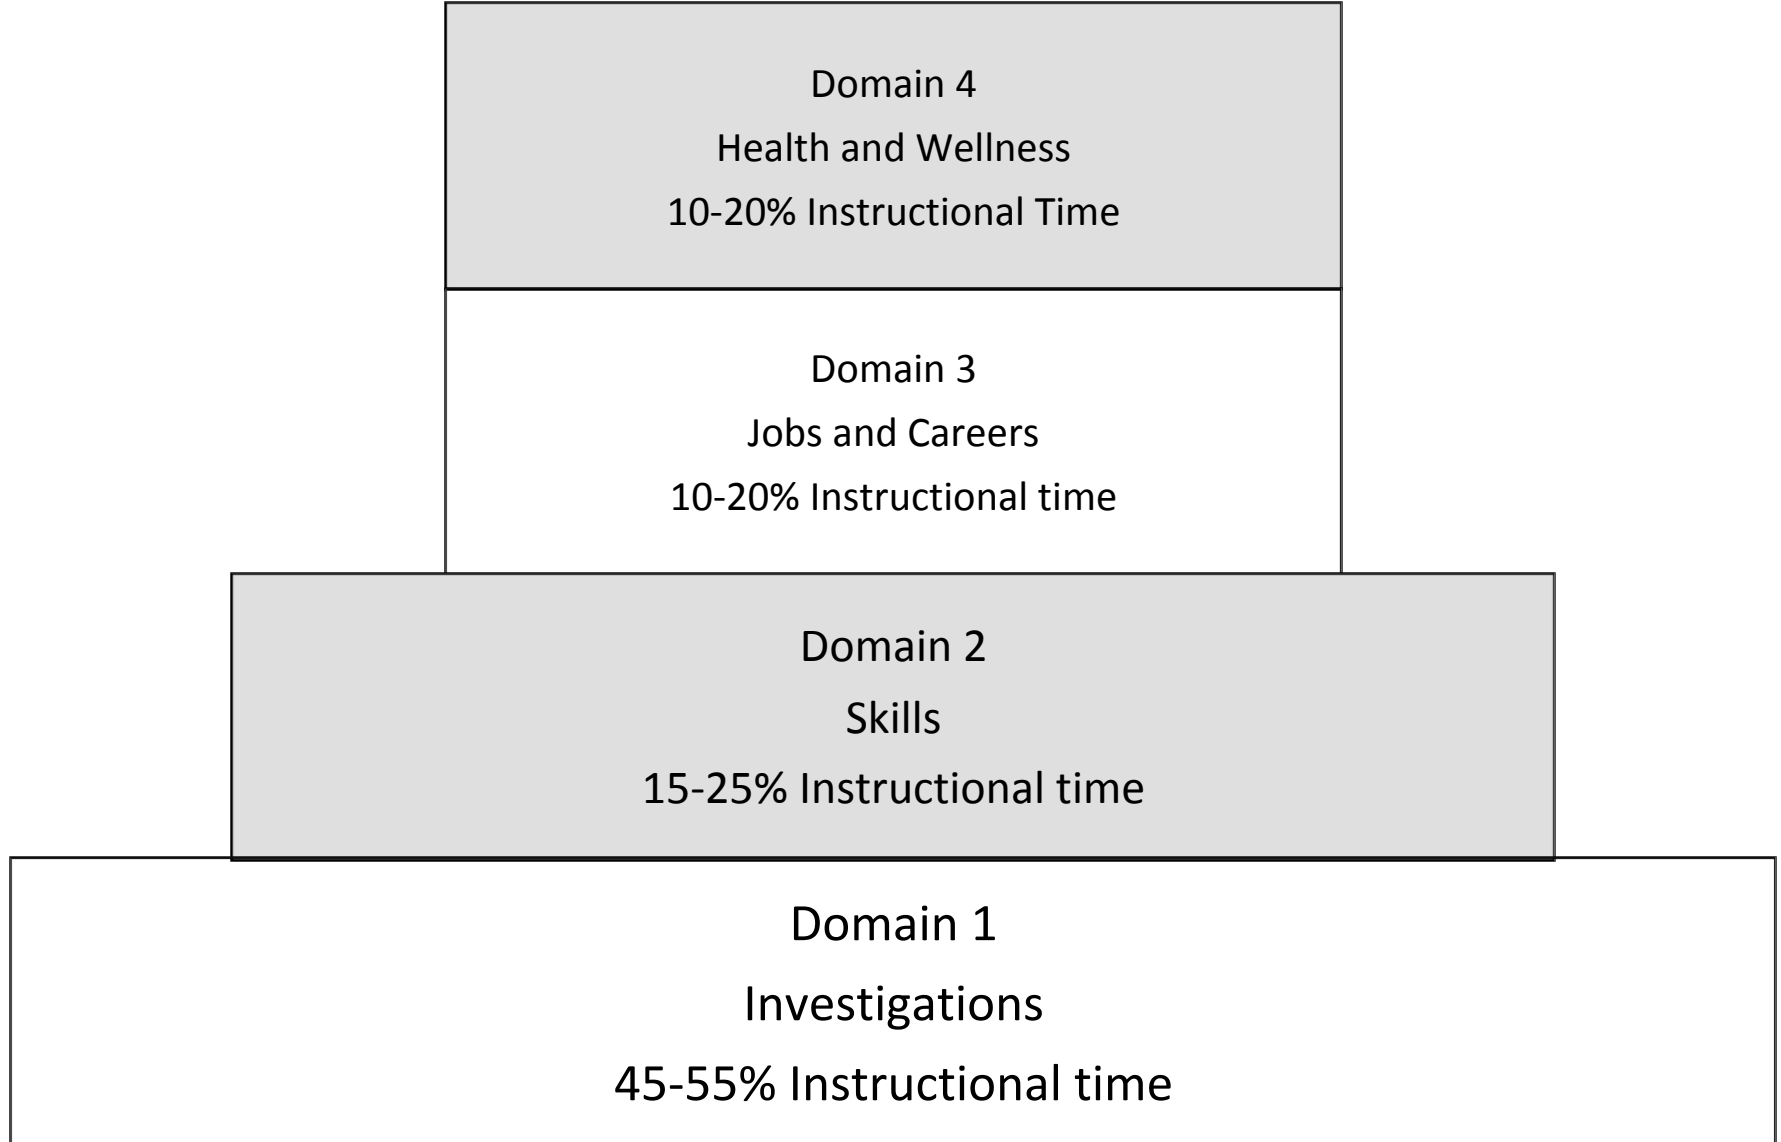 Domain 4
Health and Wellness
10-20% Instructional Time
Domain 3
Jobs and Careers
10-20% Instructional time
Domain 2
Skills
15-25% Instructional time
Domain 1
Investigations
45-55% Instructional time